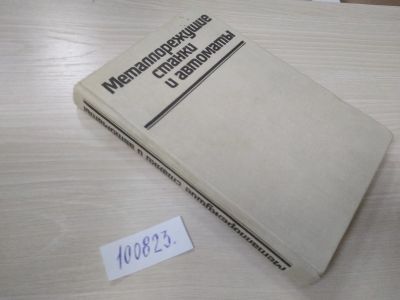 Металлорежущие
станки
и автоматы
Металлорежущие станки и автоматы
100823.